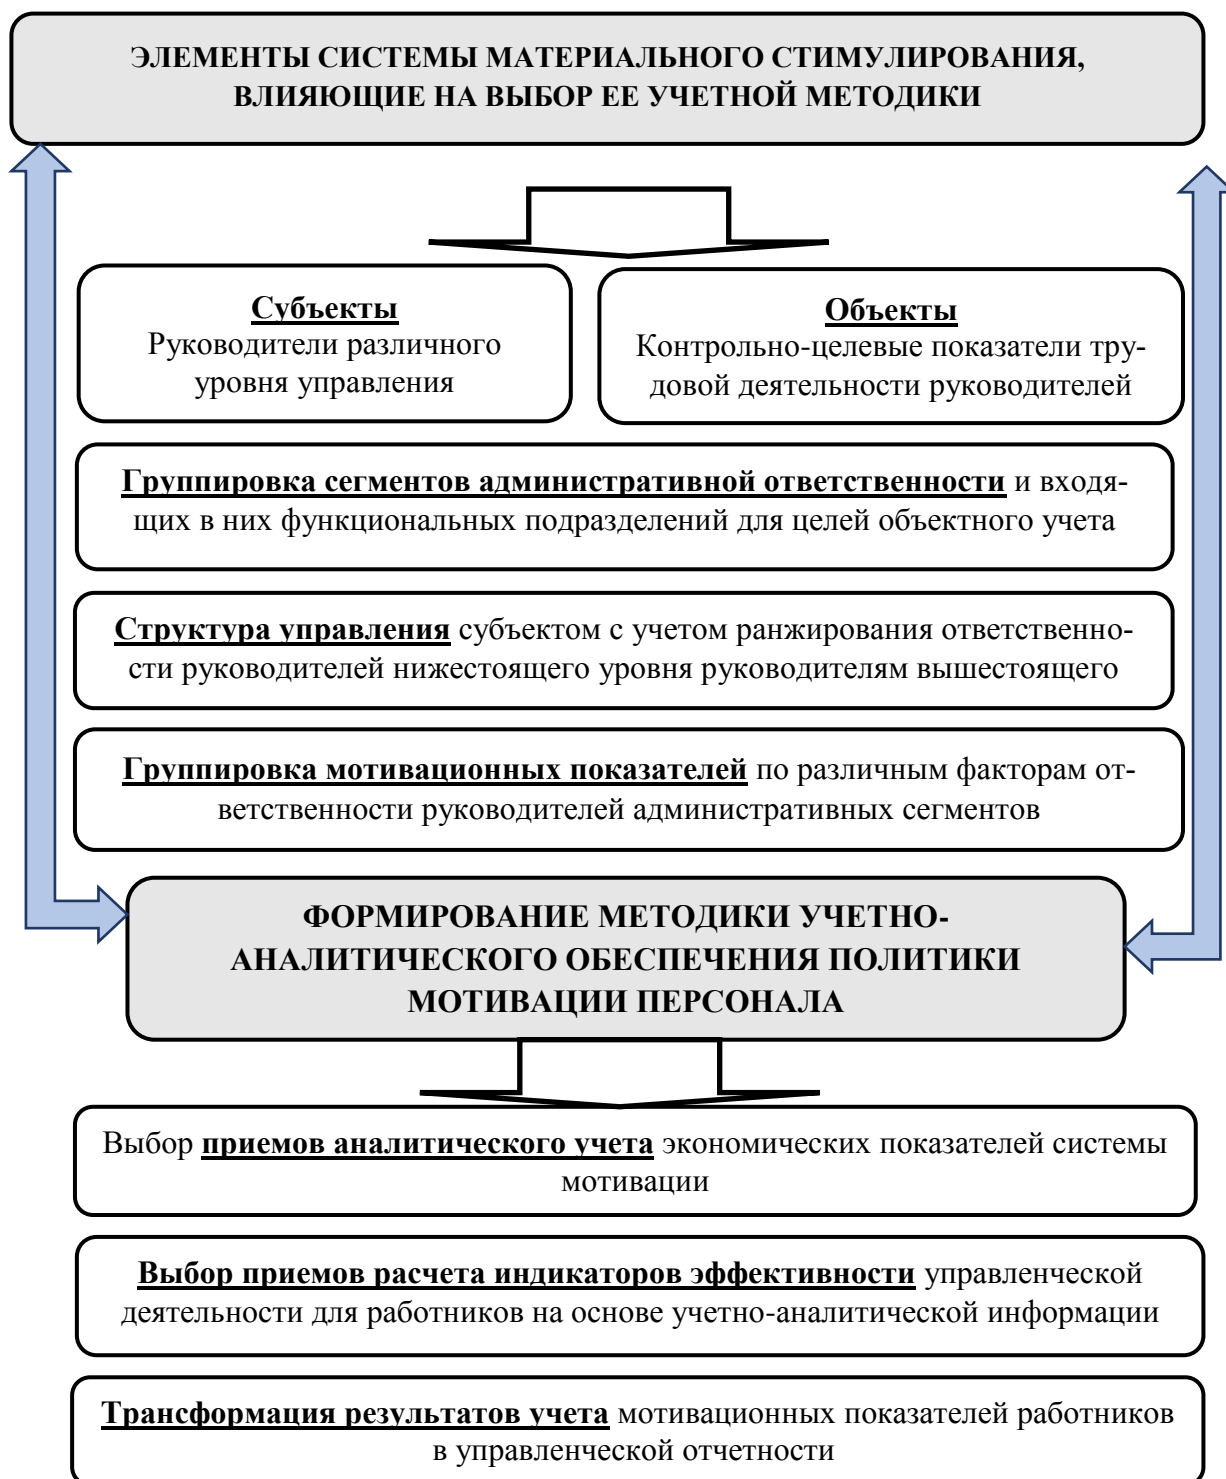 ЭЛЕМЕНТЫ СИСТЕМЫ МАТЕРИАЛЬНОГО СТИМУЛИРОВАНИЯ,
ВЛИЯЮЩИЕ НА ВЫБОР ЕЕ УЧЕТНОЙ МЕТОДИКИ
Субъекты
Руководители различного
уровня управления
Объекты
Контрольно-целевые показатели тру-
довой деятельности руководителей
Группировка сегментов административной ответственности и входя-
щих в них функциональных подразделений для целей объектного учета
Структура управления субъектом с учетом ранжирования ответственно-
сти руководителей нижестоящего уровня руководителям вышестоящего
Группировка мотивационных показателей по различным факторам от-
ветственности руководителей административных сегментов
ФОРМИРОВАНИЕ МЕТОДИКИ УЧЕТНО-
АНАЛИТИЧЕСКОГО ОБЕСПЕЧЕНИЯ ПОЛИТИКИ
МОТИВАЦИИ ПЕРСОНАЛА
Выбор приемов аналитического учета экономических показателей системы
мотивации
Выбор приемов расчета индикаторов эффективности управленческой
деятельности для работников на основе учетно-аналитической информации
Трансформация результатов учета мотивационных показателей работников
в управленческой отчетности